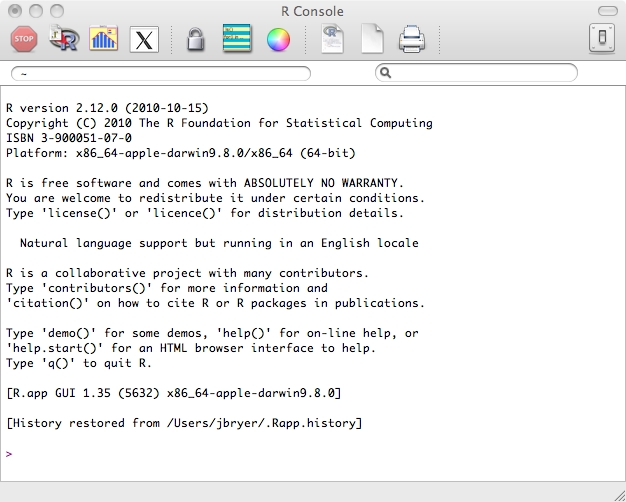 R Console
STOP
R
X
R
~
R version 2.12.0 (2010-10-15)
Copyright (C) 2010 The R Foundation for Statistical Computing
ISBN 3-900051-07-0
Platform: x86_64-apple-darwin9.8.0/x86_64 (64-bit)
R is free software and comes with ABSOLUTELY NO WARRANTY.
You are welcome to redistribute it under certain conditions.
Type 'license()' or 'licence()' for distribution details.
Natural language support but running in an English locale
R is a collaborative project with many contributors.
Type 'contributors()' for more information and
'citation()' on how to cite R or R packages in publications.
Type 'demo()' for some demos, 'help()' for on-line help, or
'help.start()' for an HTML browser interface to help.
Type 'q()' to quit R.
[R.app GUI 1.35 (5632) x86_64-apple-darwin9.8.0]
[History restored from /Users/jbryer/.Rapp.history]
>